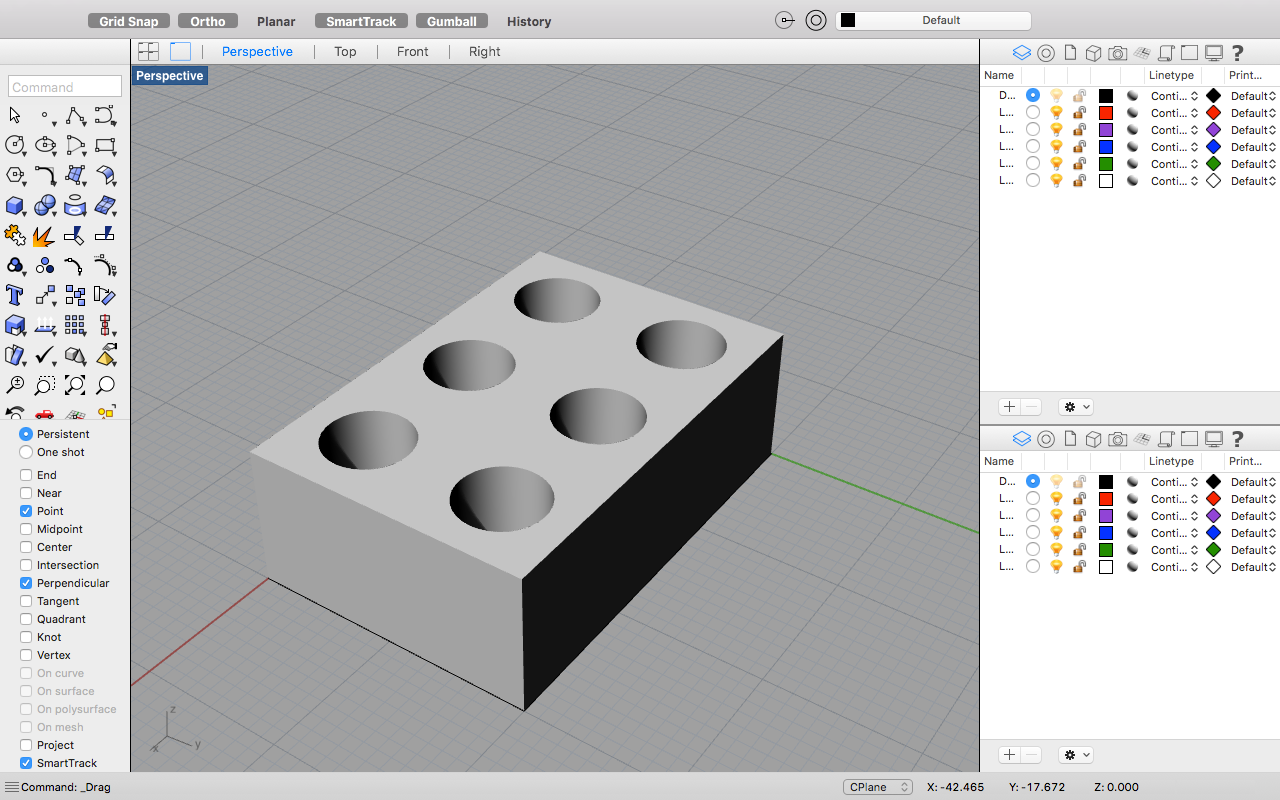 Grid Snap Ortho Planar SmartTrack Gumball History Default
Perspective Top Front Right
Perspective
Command
Persistent
One shot
End
Near
Point
Midpoint
Center
Intersection
Perpendicular
Tangent
Quadrant
Knot
Vertex
On curve
On surface
On polysurface
On mesh
Project
SmartTrack
z
y
x
Name Linetype Print...
D... Conti... Default
L... Conti... Default
L... Conti... Default
L... Conti... Default
L... Conti... Default
L... Conti... Default
Name Linetype Print...
D... Conti... Default
L... Conti... Default
L... Conti... Default
L... Conti... Default
L... Conti... Default
L... Conti... Default
Command: _Drag CPlane X: -42.465 Y: -17.672 Z: 0.000